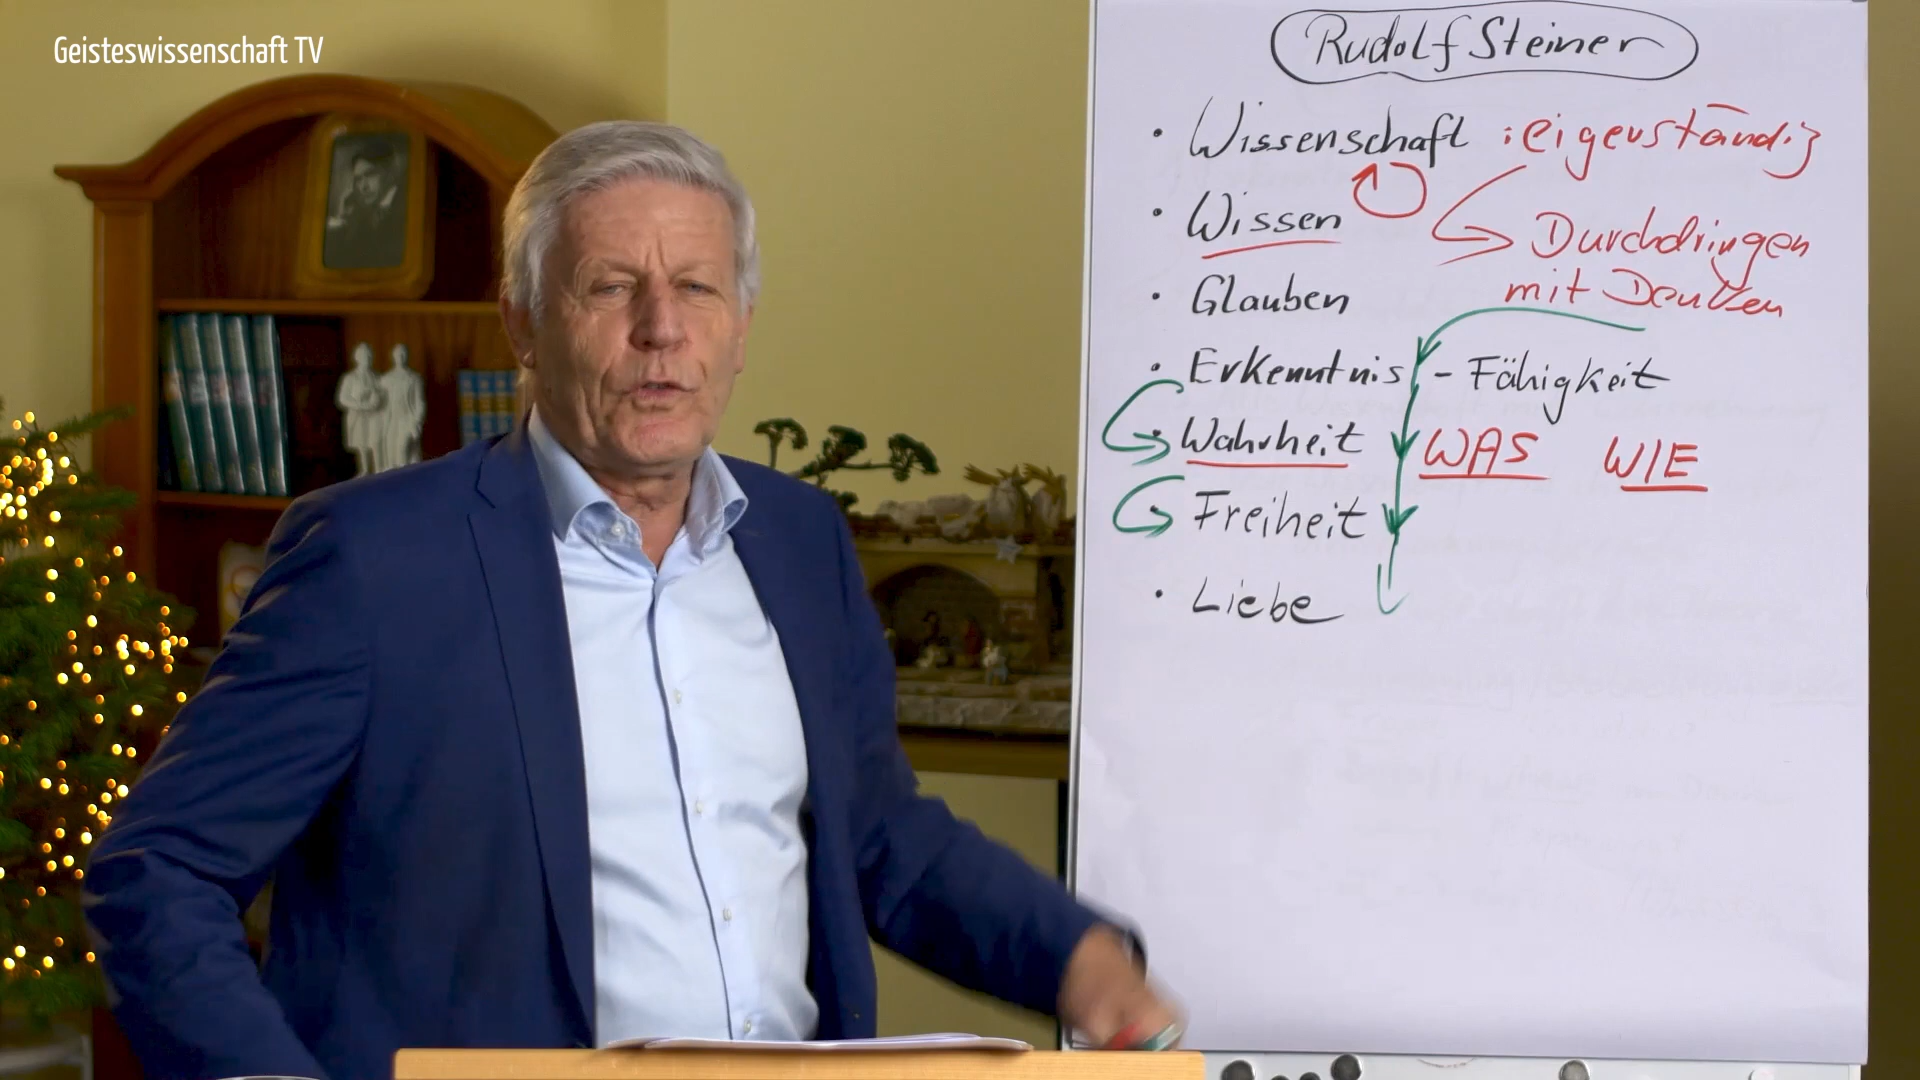 Geisteswissenschaft TV
Rudolf Steiner
• Wissenschaft : eigenständig
• Wissen
Durchdringen
mit Denken
• Glauben
• Erkenntnis - Fähigkeit
• Wahrheit WAS WIE
• Freiheit
• Liebe